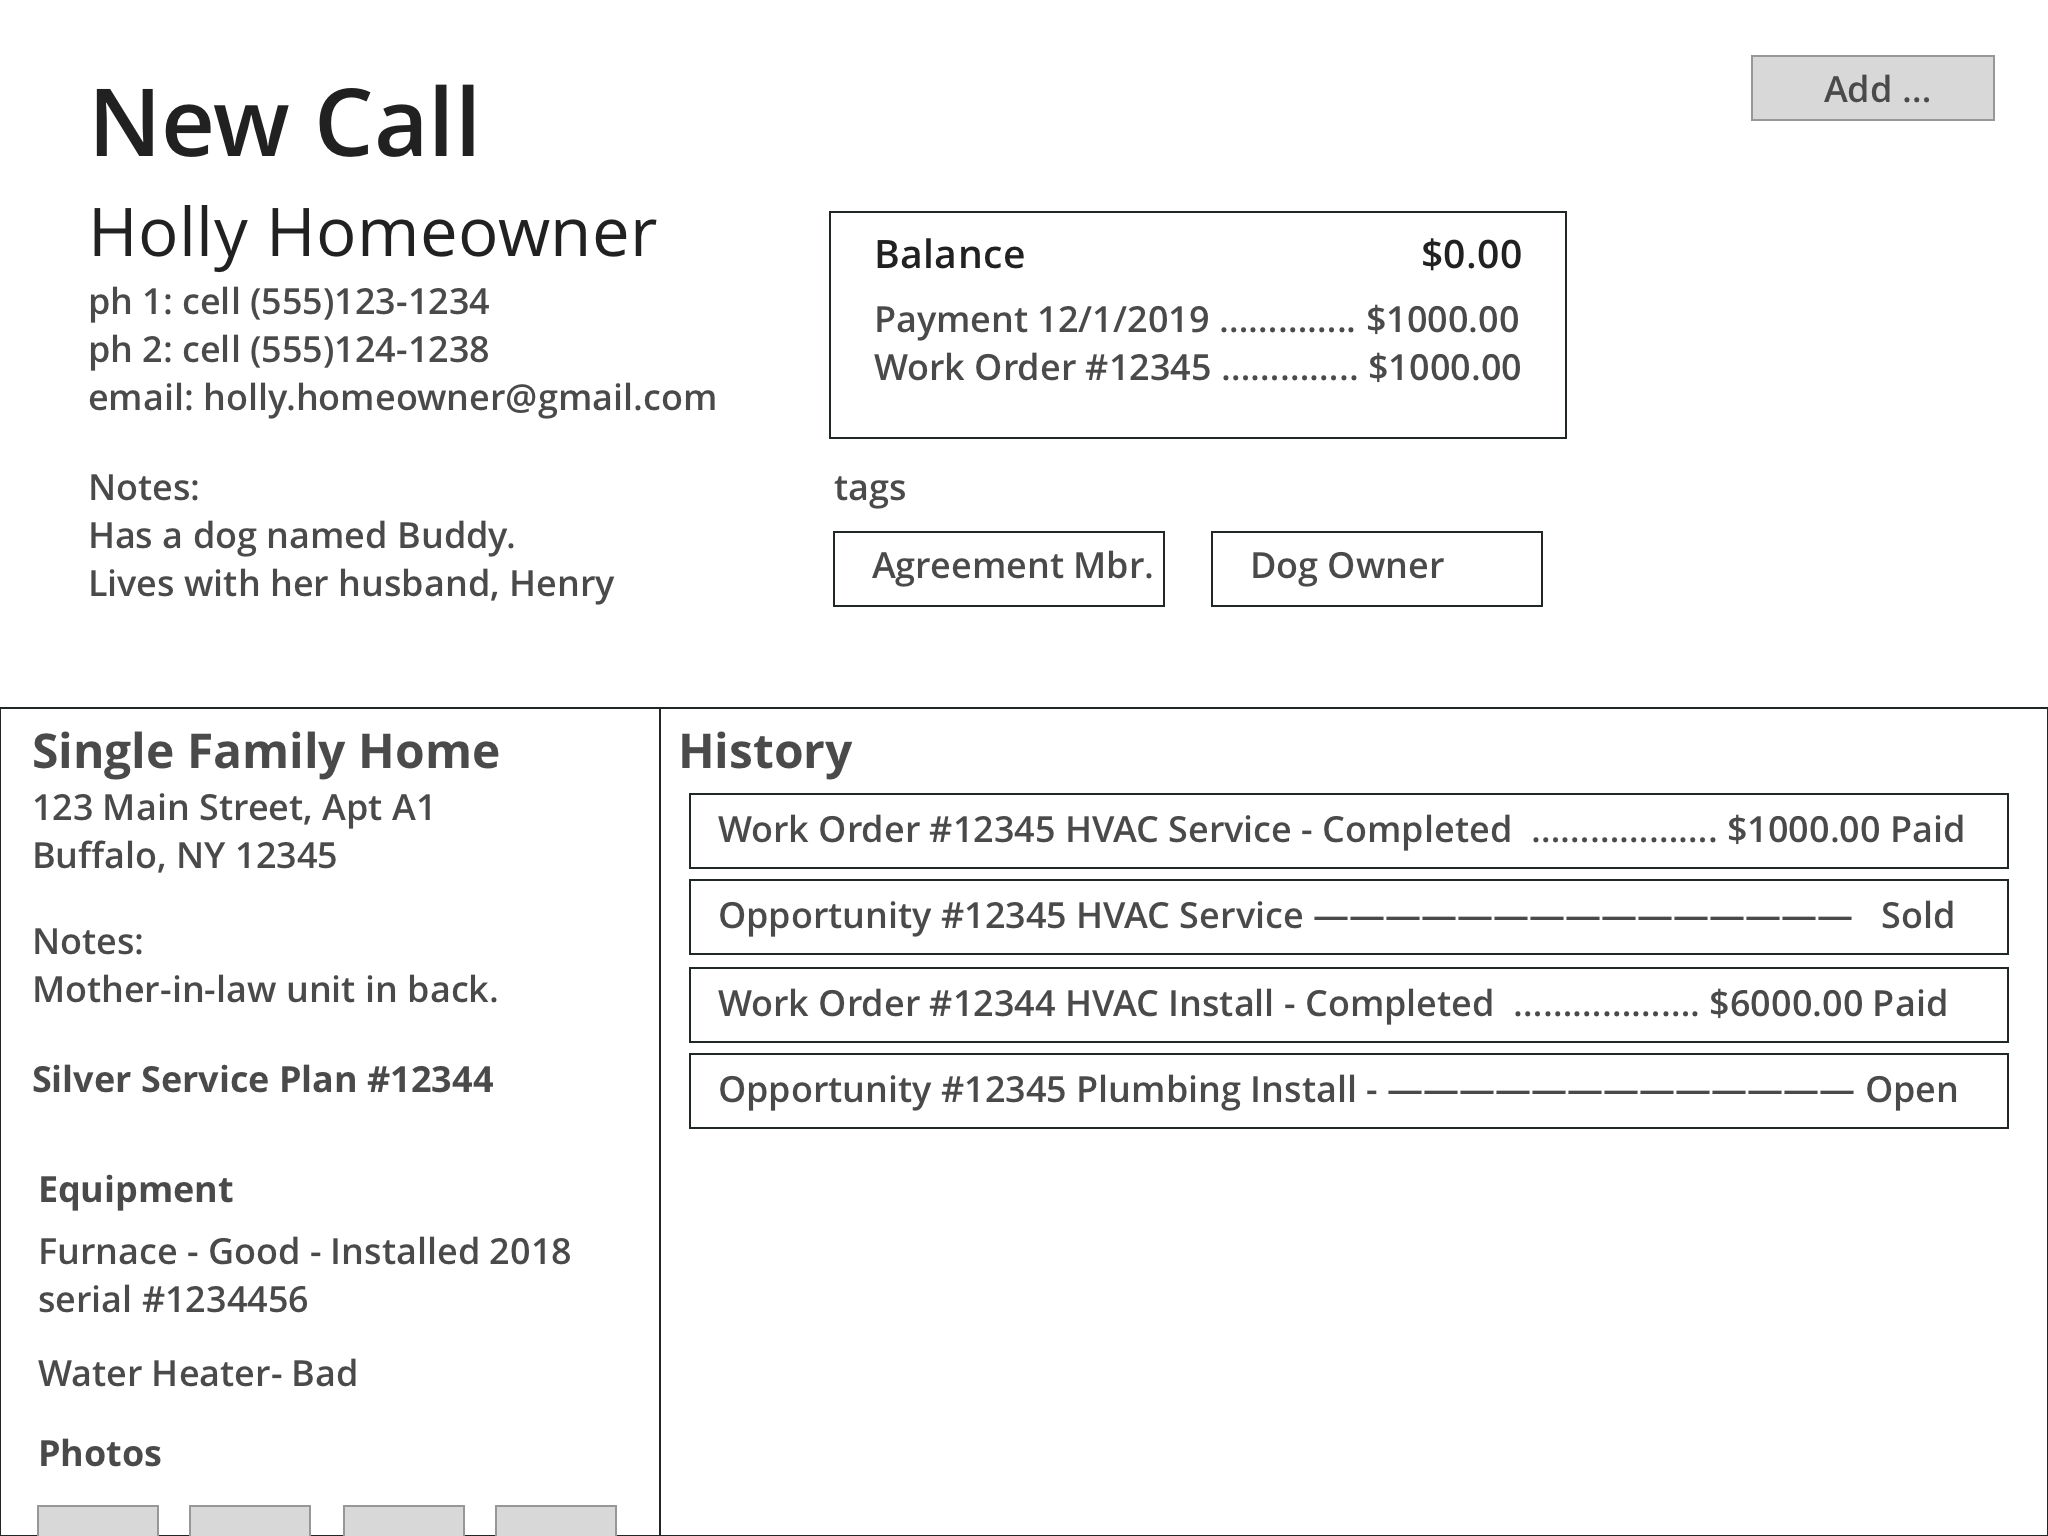 New Call
Add ...
Holly Homeowner
ph 1: cell (555)123-1234
ph 2: cell (555)124-1238
email: holly.homeowner@gmail.com
Balance $0.00
Payment 12/1/2019 .............. $1000.00
Work Order #12345 .............. $1000.00
Notes:
Has a dog named Buddy.
Lives with her husband, Henry
tags
Agreement Mbr.
Dog Owner
Single Family Home
123 Main Street, Apt A1
Buffalo, NY 12345
Notes:
Mother-in-law unit in back.
Silver Service Plan #12344
Equipment
Furnace - Good - Installed 2018
serial #1234456
Water Heater- Bad
Photos
History
Work Order #12345 HVAC Service - Completed ................... $1000.00 Paid
Opportunity #12345 HVAC Service ——————————————— Sold
Work Order #12344 HVAC Install - Completed ................... $6000.00 Paid
Opportunity #12345 Plumbing Install - ————————————— Open